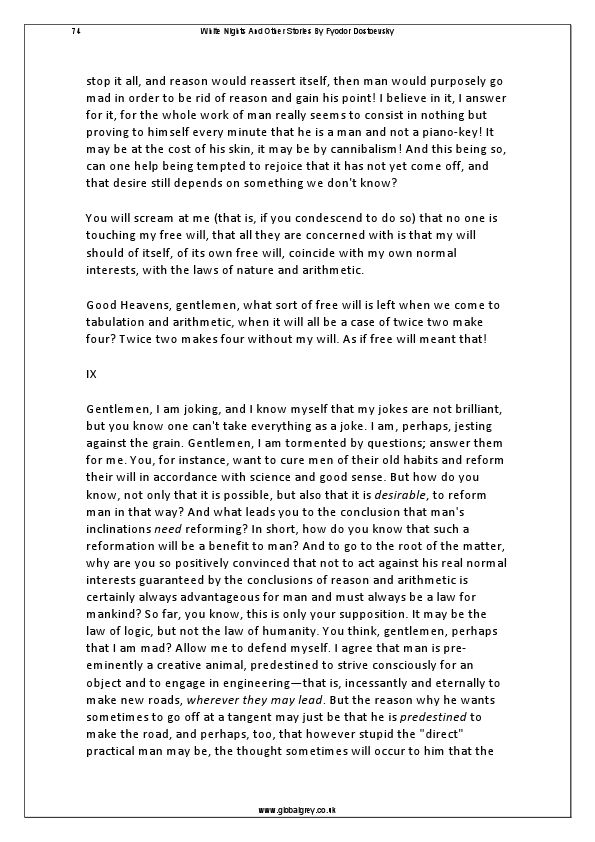 74
White Nights And Other Stories By Fyodor Dostoevsky
stop it all, and reason would reassert itself, then man would purposely go
mad in order to be rid of reason and gain his point! I believe in it, I answer
for it, for the whole work of man really seems to consist in nothing but
proving to himself every minute that he is a man and not a piano-key! It
may be at the cost of his skin, it may be by cannibalism! And this being so,
can one help being tempted to rejoice that it has not yet come off, and
that desire still depends on something we don't know?
You will scream at me (that is, if you condescend to do so) that no one is
touching my free will, that all they are concerned with is that my will
should of itself, of its own free will, coincide with my own normal
interests, with the laws of nature and arithmetic.
Good Heavens, gentlemen, what sort of free will is left when we come to
tabulation and arithmetic, when it will all be a case of twice two make
four? Twice two makes four without my will. As if free will meant that!
IX
Gentlemen, I am joking, and I know myself that my jokes are not brilliant,
but you know one can't take everything as a joke. I am, perhaps, jesting
against the grain. Gentlemen, I am tormented by questions; answer them
for me. You, for instance, want to cure men of their old habits and reform
their will in accordance with science and good sense. But how do you
know, not only that it is possible, but also that it is desirable, to reform
man in that way? And what leads you to the conclusion that man's
inclinations need reforming? In short, how do you know that such a
reformation will be a benefit to man? And to go to the root of the matter,
why are you so positively convinced that not to act against his real normal
interests guaranteed by the conclusions of reason and arithmetic is
certainly always advantageous for man and must always be a law for
mankind? So far, you know, this is only your supposition. It may be the
law of logic, but not the law of humanity. You think, gentlemen, perhaps
that I am mad? Allow me to defend myself. I agree that man is pre-
eminently a creative animal, predestined to strive consciously for an
object and to engage in engineering—that is, incessantly and eternally to
make new roads, wherever they may lead. But the reason why he wants
sometimes to go off at a tangent may just be that he is predestined to
make the road, and perhaps, too, that however stupid the "direct"
practical man may be, the thought sometimes will occur to him that the
www.globalgrey.co.uk